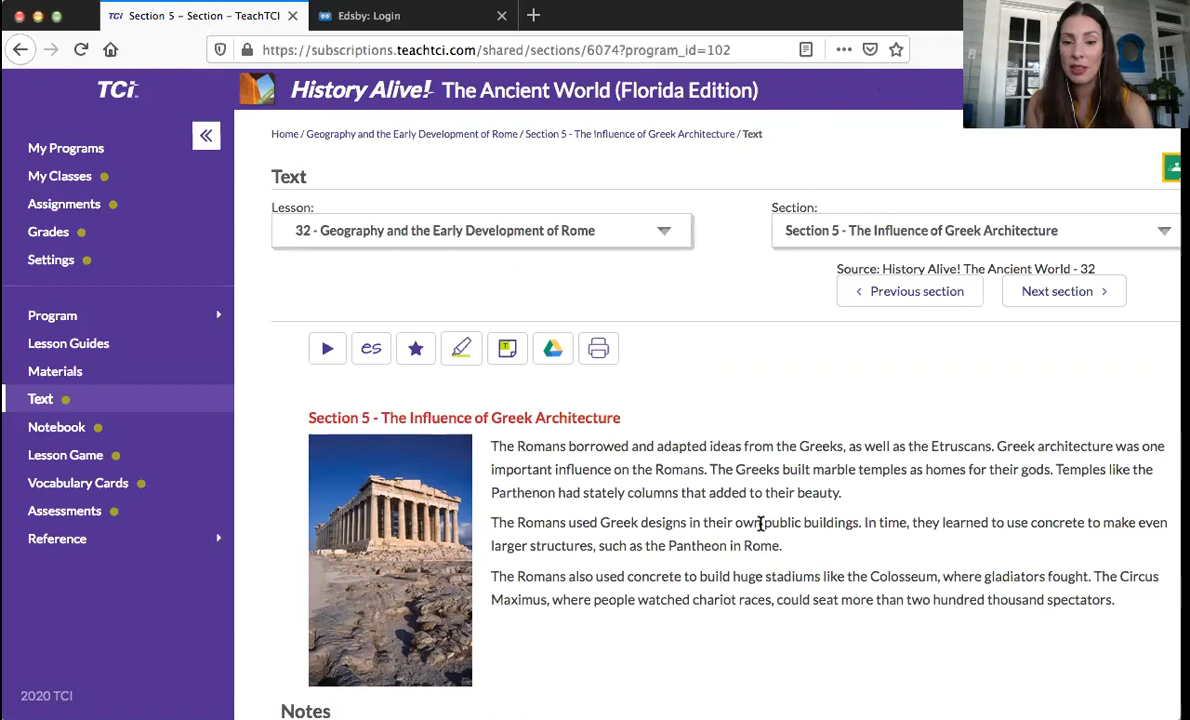 TCi Section 5 - Section - TeachTCI
Edsby: Login
https://subscriptions.teachtci.com/shared/sections/6074?program_id=102
TCi
History Alive! The Ancient World (Florida Edition)
My Programs
My Classes
Assignments
Grades
Settings
Program
Lesson Guides
Materials
Text
Notebook
Lesson Game
Vocabulary Cards
Assessments
Reference
2020 TCI
Home / Geography and the Early Development of Rome / Section 5 - The Influence of Greek Architecture / Text
Text
Lesson:
32 - Geography and the Early Development of Rome
Section:
Section 5 - The Influence of Greek Architecture
Source: History Alive! The Ancient World - 32
Previous section
Next section
es
T
Section 5 - The Influence of Greek Architecture
The Romans borrowed and adapted ideas from the Greeks, as well as the Etruscans. Greek architecture was one
important influence on the Romans. The Greeks built marble temples as homes for their gods. Temples like the
Parthenon had stately columns that added to their beauty.
The Romans used Greek designs in their own public buildings. In time, they learned to use concrete to make even
larger structures, such as the Pantheon in Rome.
The Romans also used concrete to build huge stadiums like the Colosseum, where gladiators fought. The Circus
Maximus, where people watched chariot races, could seat more than two hundred thousand spectators.
Notes